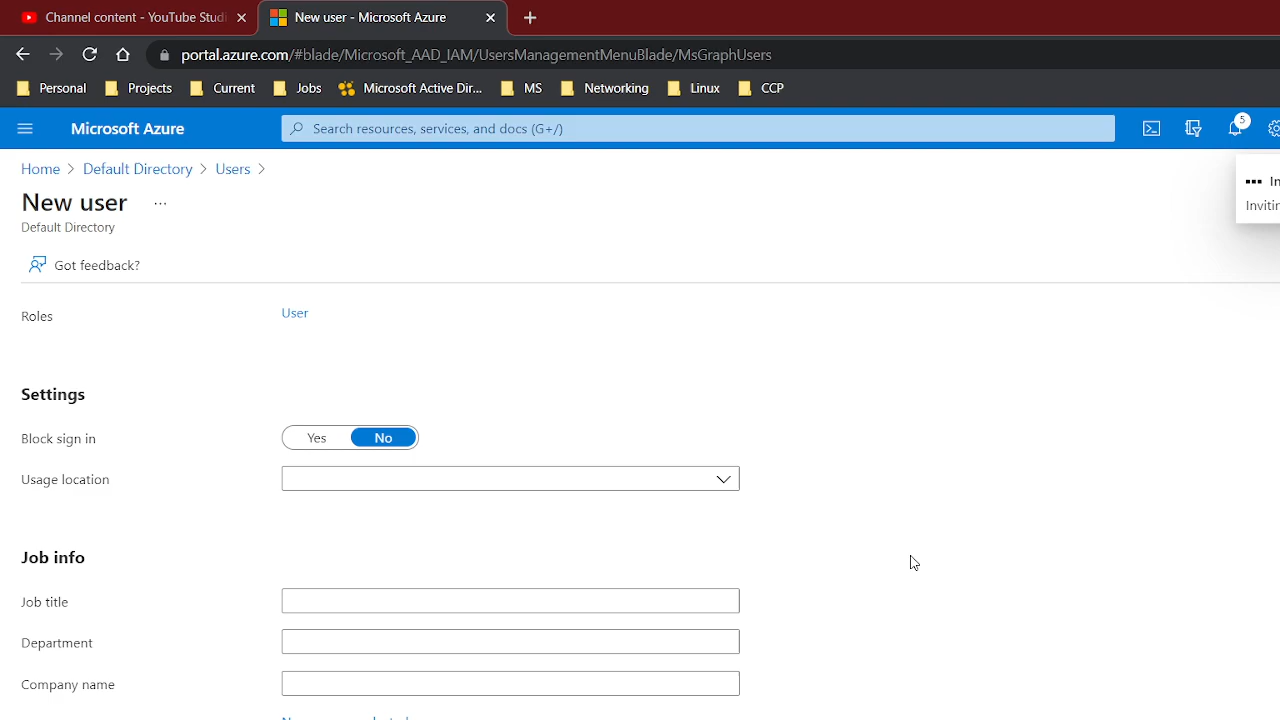 Channel content - YouTube Studi
New user - Microsoft Azure
portal.azure.com/#blade/Microsoft_AAD_IAM/UsersManagementMenuBlade/MsGraphUsers
Personal Projects Current Jobs Microsoft Active Dir... MS Networking Linux CCP
Microsoft Azure
Search resources, services, and docs (G+/)
5
Home > Default Directory > Users >
New user ...
Default Directory
In
Invitin
Got feedback?
Roles User
Settings
Block sign in Yes No
Usage location
Job info
Job title
Department
Company name